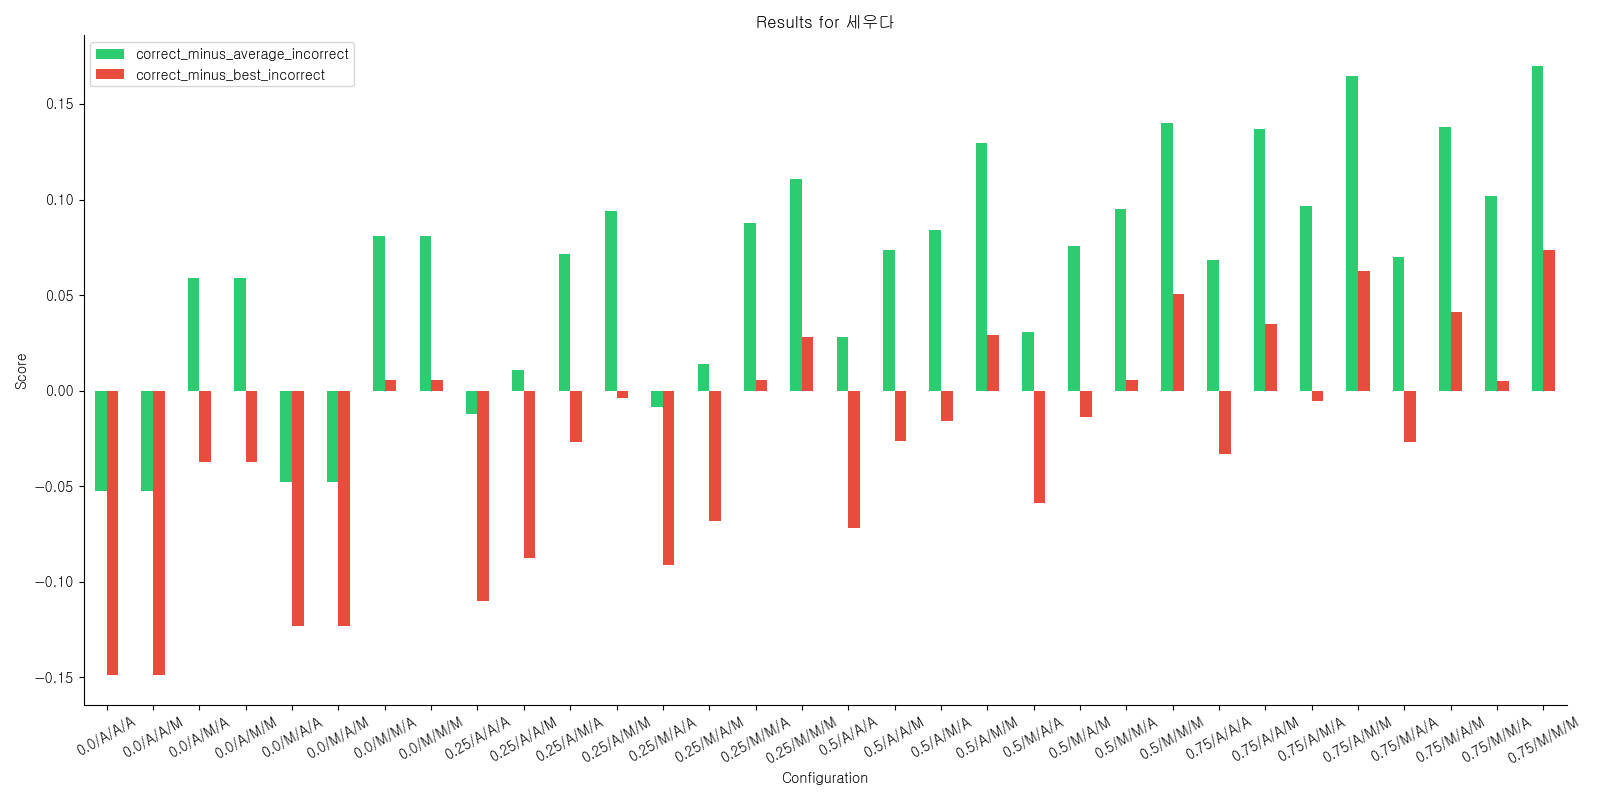 Results for 세우다
correct_minus_average_incorrect
correct_minus_best_incorrect
Score
0.15
0.10
0.05
0.00
−0.05
−0.10
−0.15
0.0/A/A/A
0.0/A/A/M
0.0/A/M/A
0.0/A/M/M
0.0/M/A/A
0.0/M/A/M
0.0/M/M/A
0.0/M/M/M
0.25/A/A/A
0.25/A/A/M
0.25/A/M/A
0.25/A/M/M
0.25/M/A/A
0.25/M/A/M
0.25/M/M/A
0.25/M/M/M
0.5/A/A/A
0.5/A/A/M
0.5/A/M/A
0.5/A/M/M
0.5/M/A/A
0.5/M/A/M
0.5/M/M/A
0.5/M/M/M
0.75/A/A/A
0.75/A/A/M
0.75/A/M/A
0.75/A/M/M
0.75/M/A/A
0.75/M/A/M
0.75/M/M/A
0.75/M/M/M
Configuration